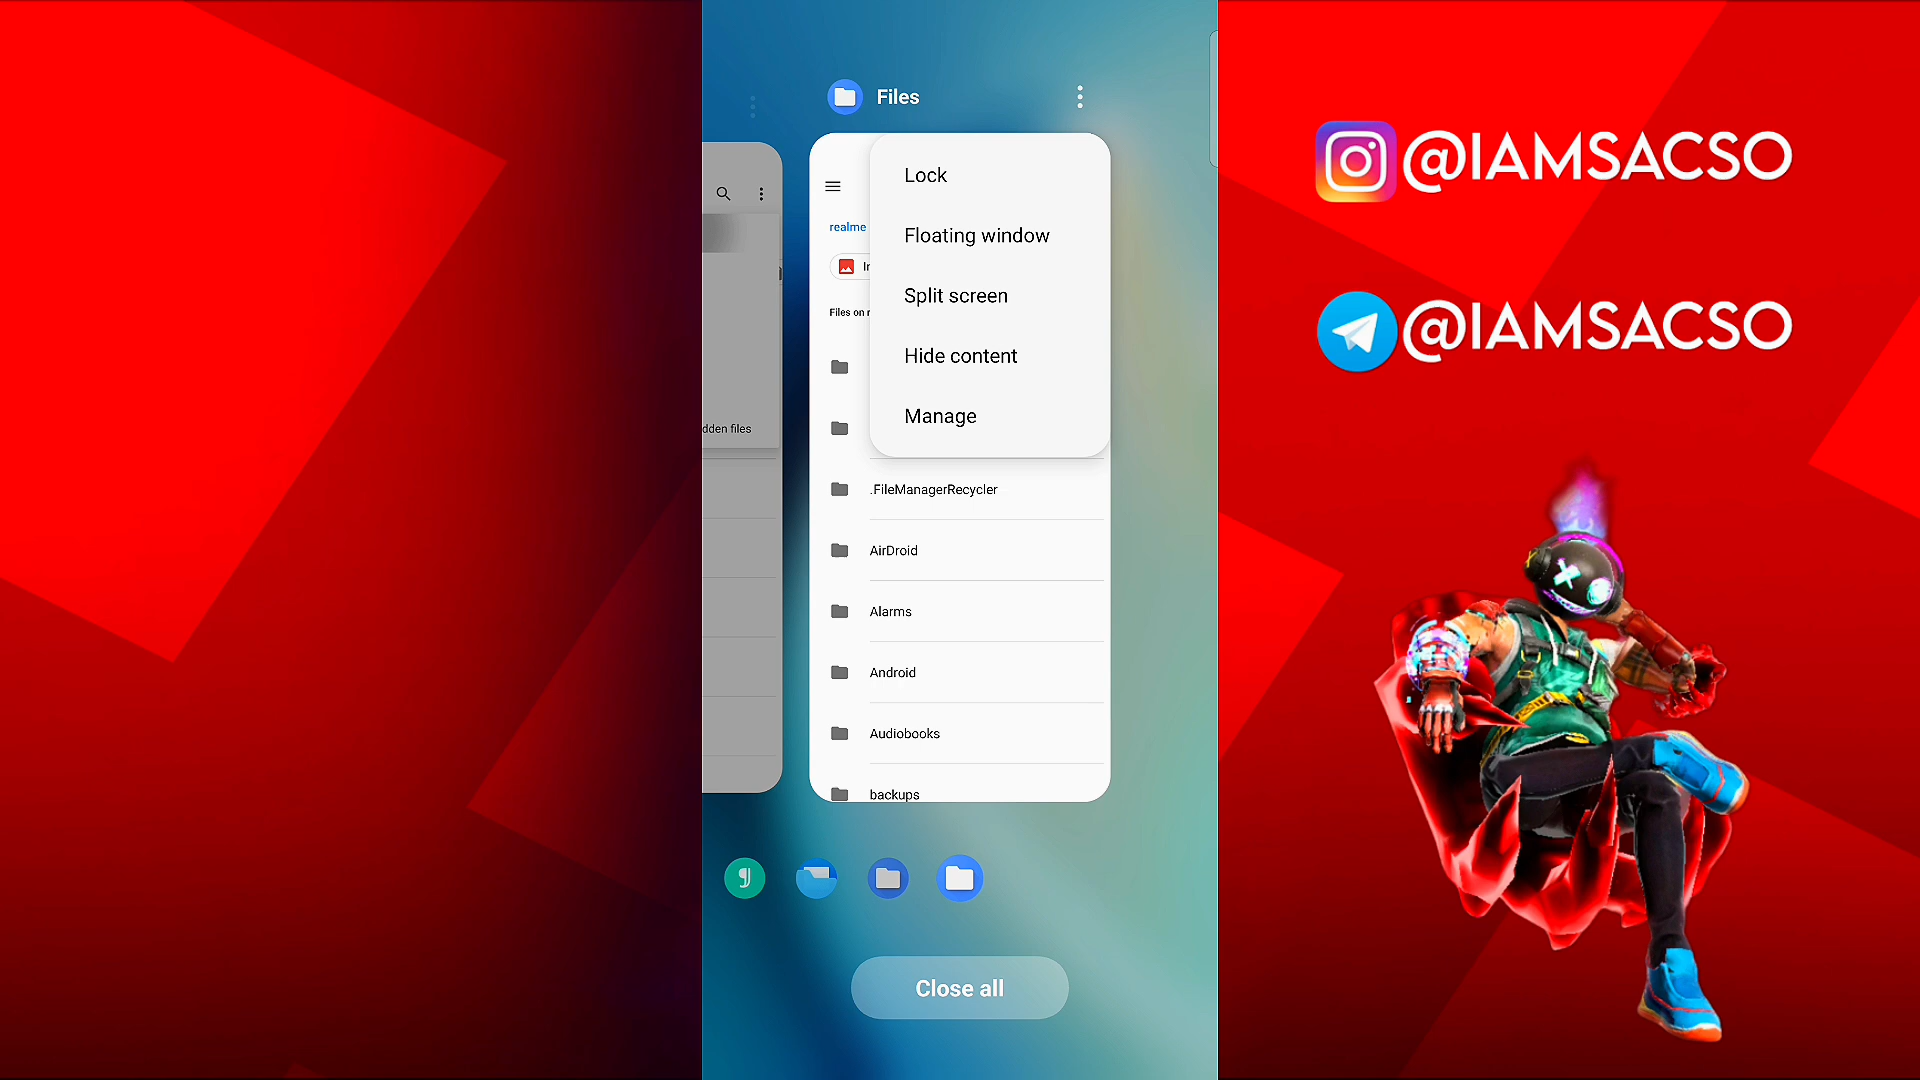 Files
Lock
Floating window
Split screen
Hide content
Manage
realme
Files on
dden files
.FileManagerRecycler
AirDroid
Alarms
Android
Audiobooks
backups
Close all
@IAMSACSO
@IAMSACSO